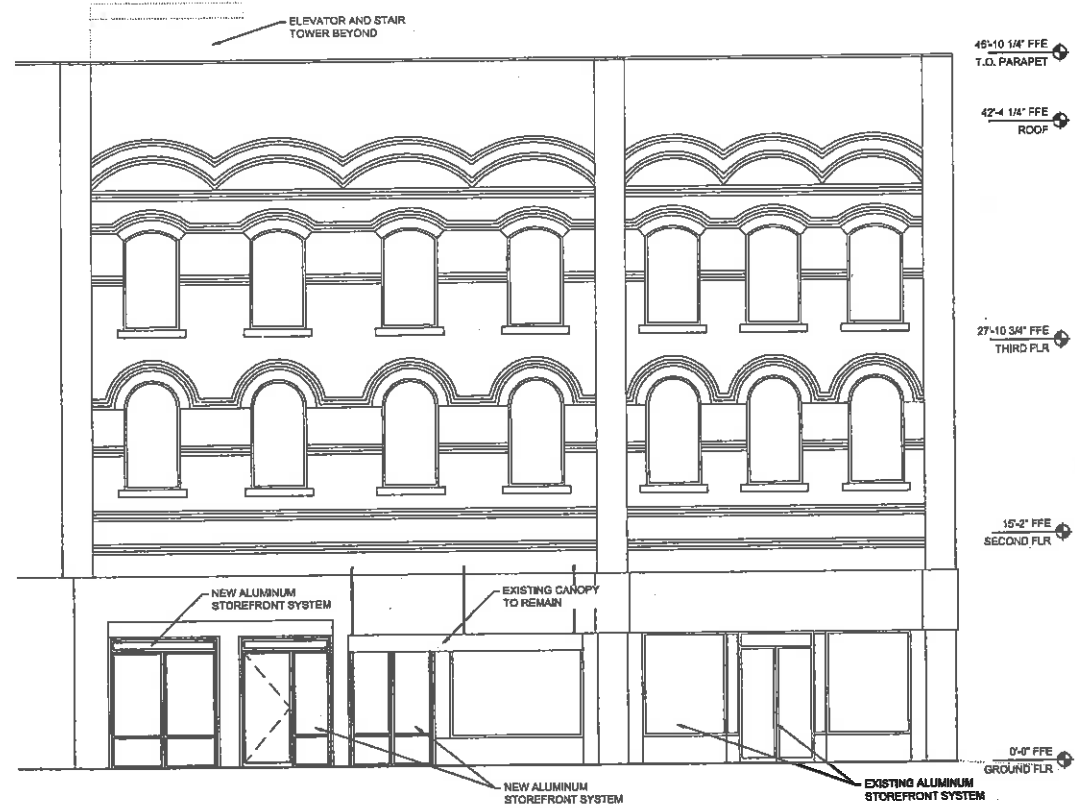 ELEVATOR AND STAIR
TOWER BEYOND
46'-10 1/4" FFE
T.O. PARAPET
42'-4 1/4" FFE
ROOF
27'-10 3/4" FFE
THIRD FLR
15'-2" FFE
SECOND FLR
NEW ALUMINUM
STOREFRONT SYSTEM
EXISTING CANOPY
TO REMAIN
0'-0" FFE
GROUND FLR
NEW ALUMINUM
STOREFRONT SYSTEM
EXISTING ALUMINUM
STOREFRONT SYSTEM